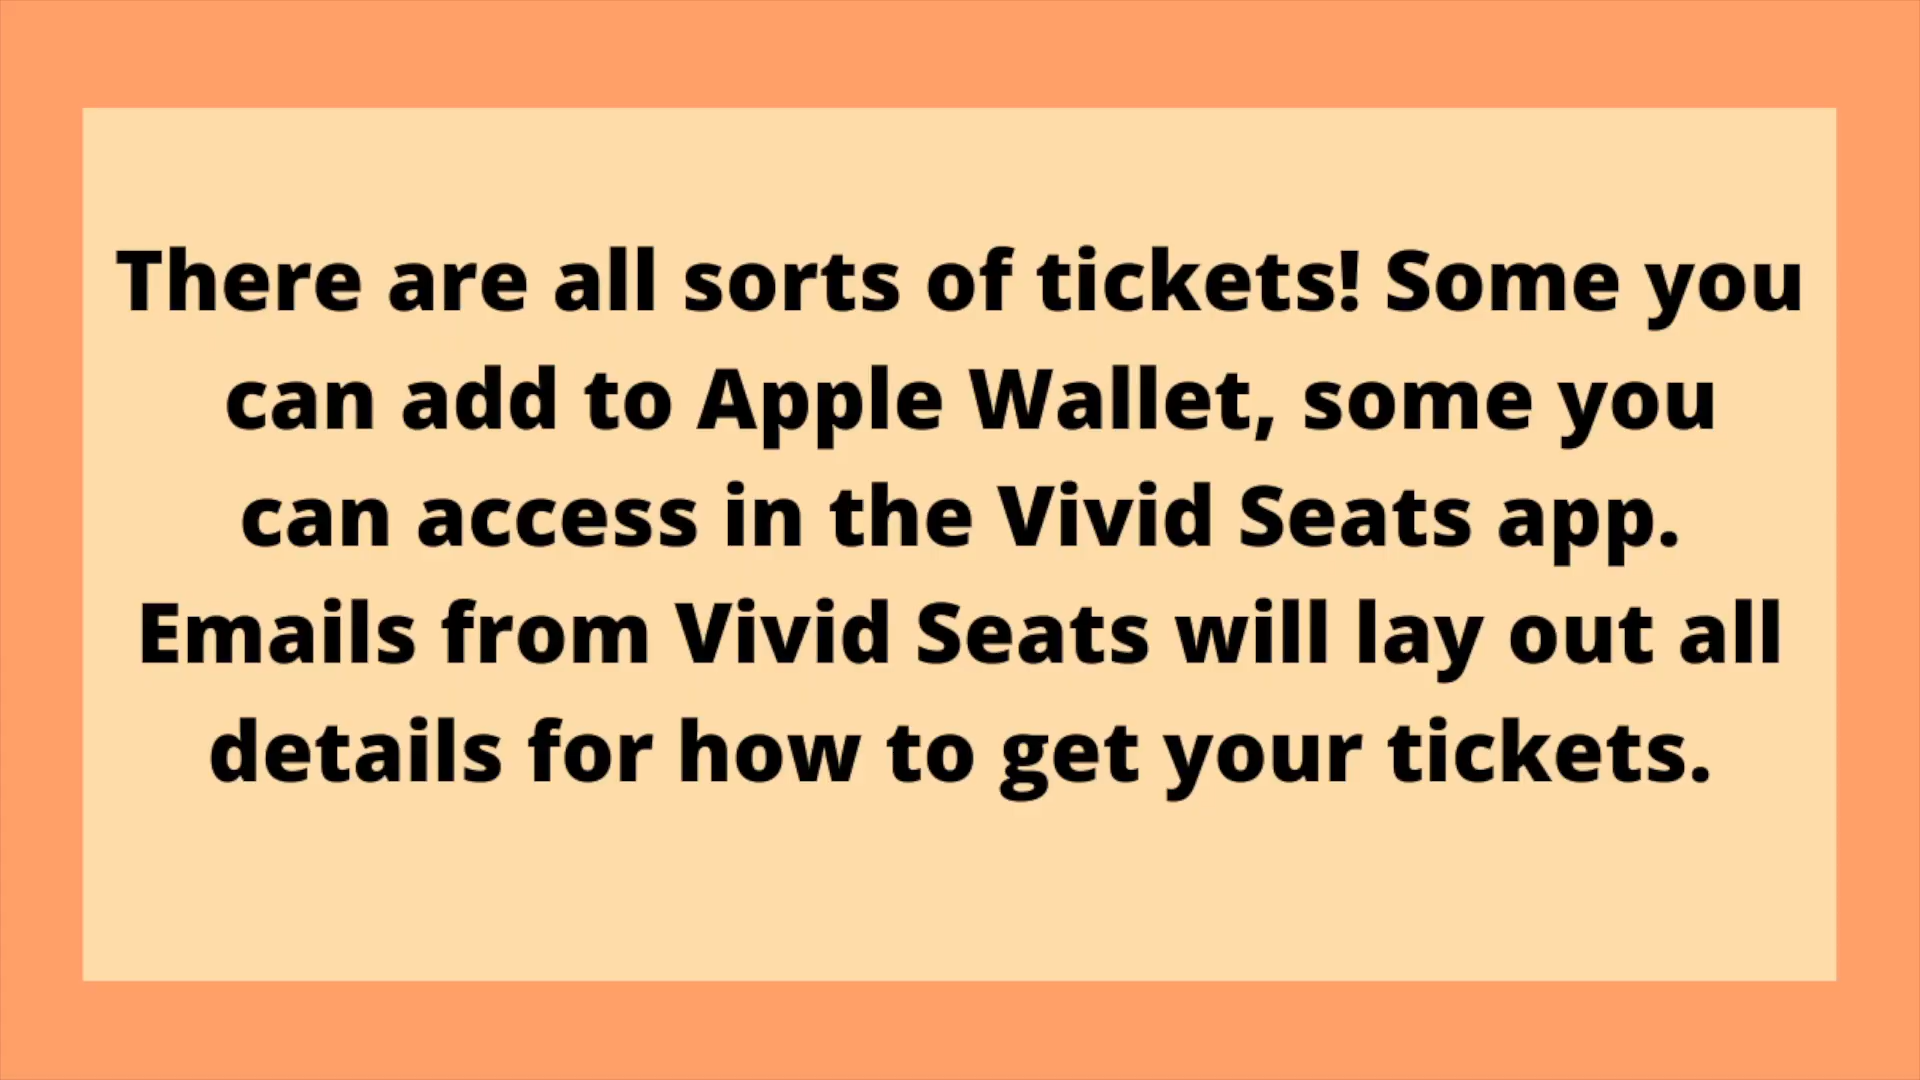 There are all sorts of tickets! Some you
can add to Apple Wallet, some you
can access in the Vivid Seats app.
Emails from Vivid Seats will lay out all
details for how to get your tickets.